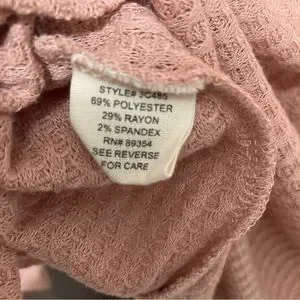 STYLE# 3C485
69% POLYESTER
29% RAYON
2% SPANDEX
RN# 89354
SEE REVERSE
FOR CARE